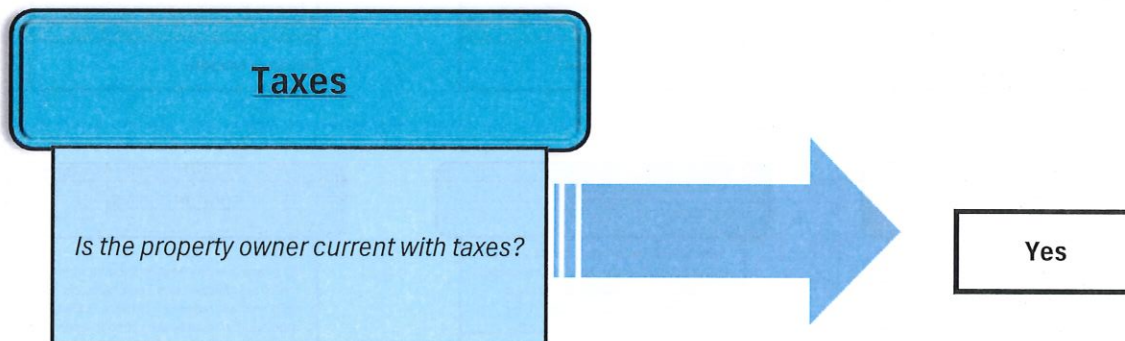 Taxes
Is the property owner current with taxes?
Yes